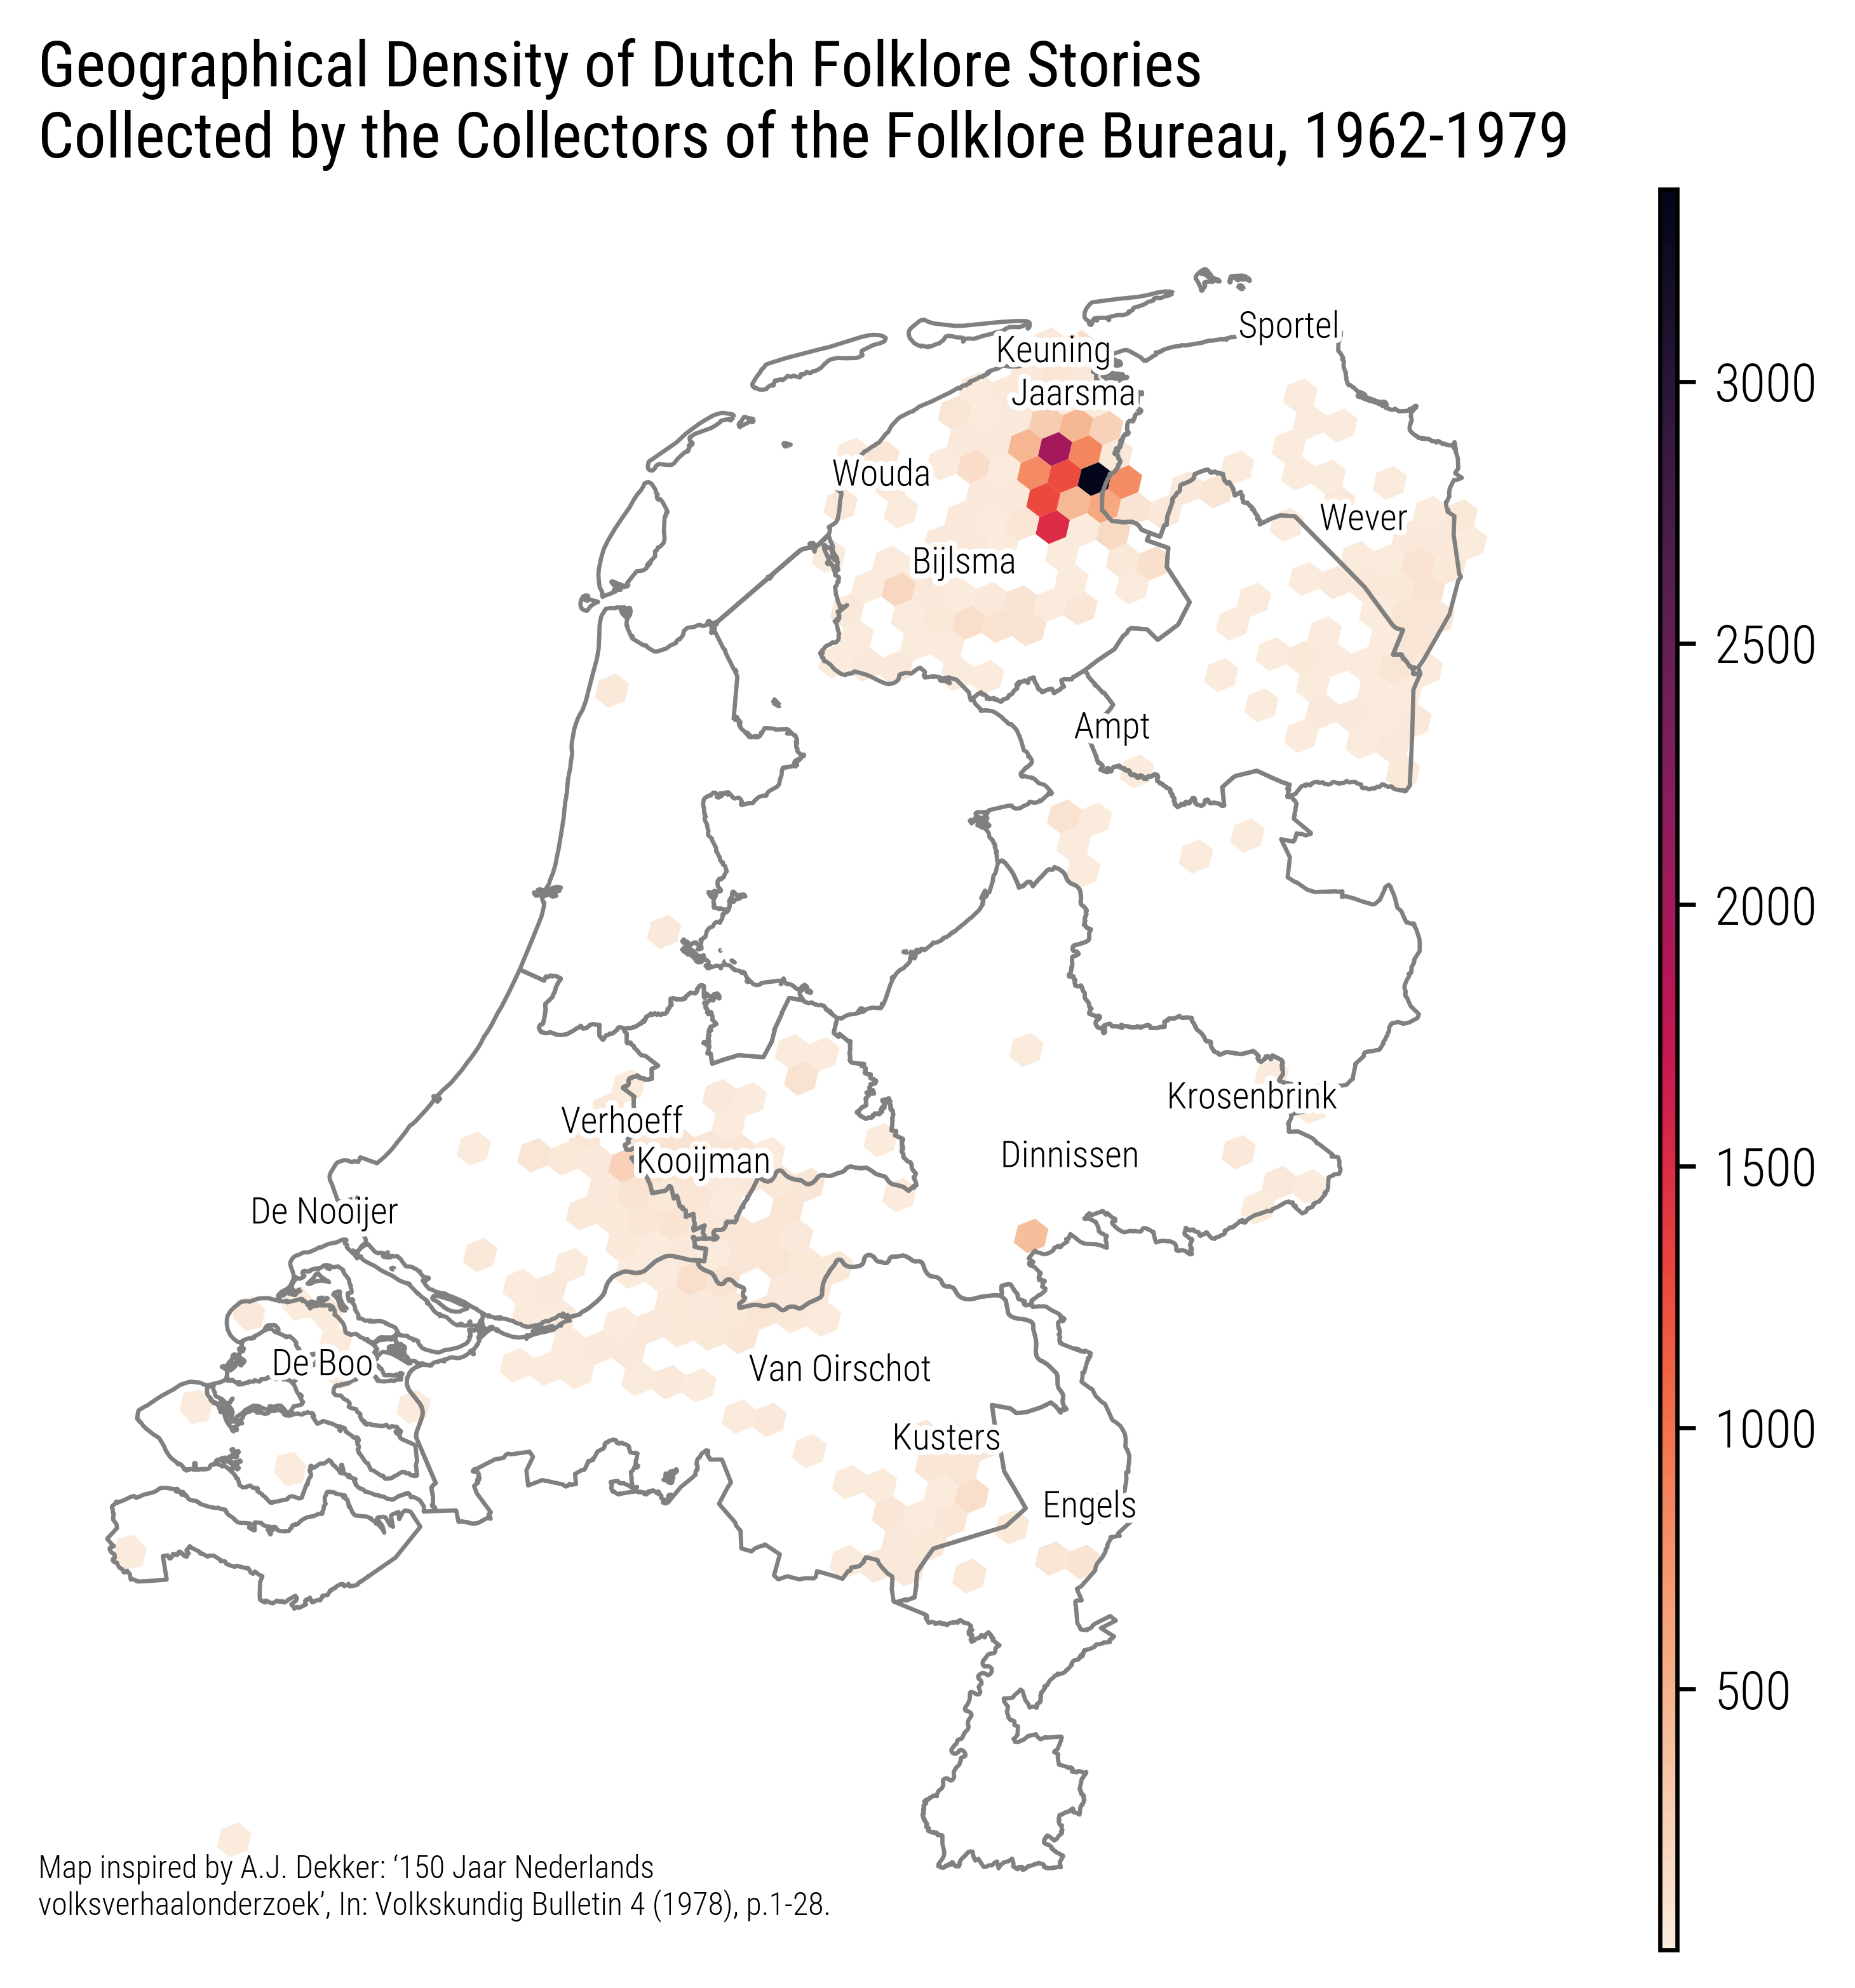 Geographical Density of Dutch Folklore Stories
Collected by the Collectors of the Folklore Bureau, 1962-1979
Sportel
Keuning
3000
Jaarsma
Wouda
Wever
Bijlsma
2500
Ampt
2000
Krosenbrink
Verhoeff
Dinnissen
Kooijman
1500
De Nooijer
De Boo
Van Oirschot
1000
Kusters
Engels
500
Map inspired by A.J. Dekker: ‘150 Jaar Nederlands
volksverhaalonderzoek’, In: Volkskundig Bulletin 4 (1978), p.1-28.